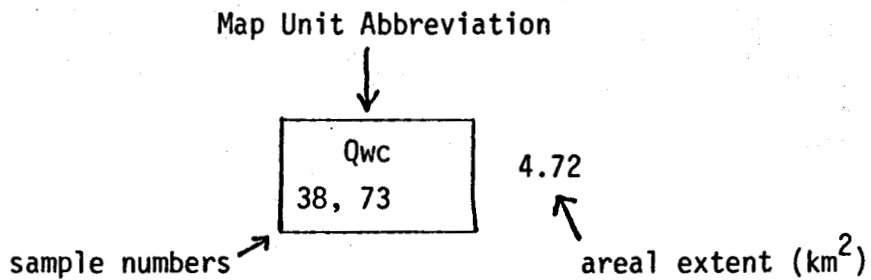 Map Unit Abbreviation
Qwc
4.72
38, 73
sample numbers
areal extent (km²)